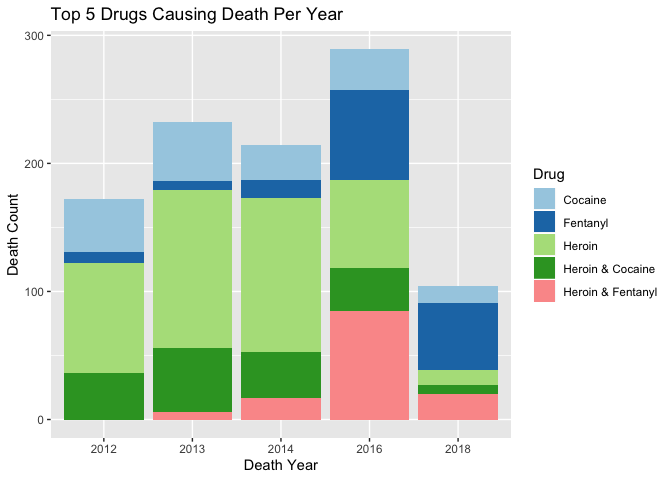 Top 5 Drugs Causing Death Per Year
300
200
100
0
Death Count
2012 2013 2014 2016 2018
Death Year
Drug
Cocaine
Fentanyl
Heroin
Heroin & Cocaine
Heroin & Fentanyl